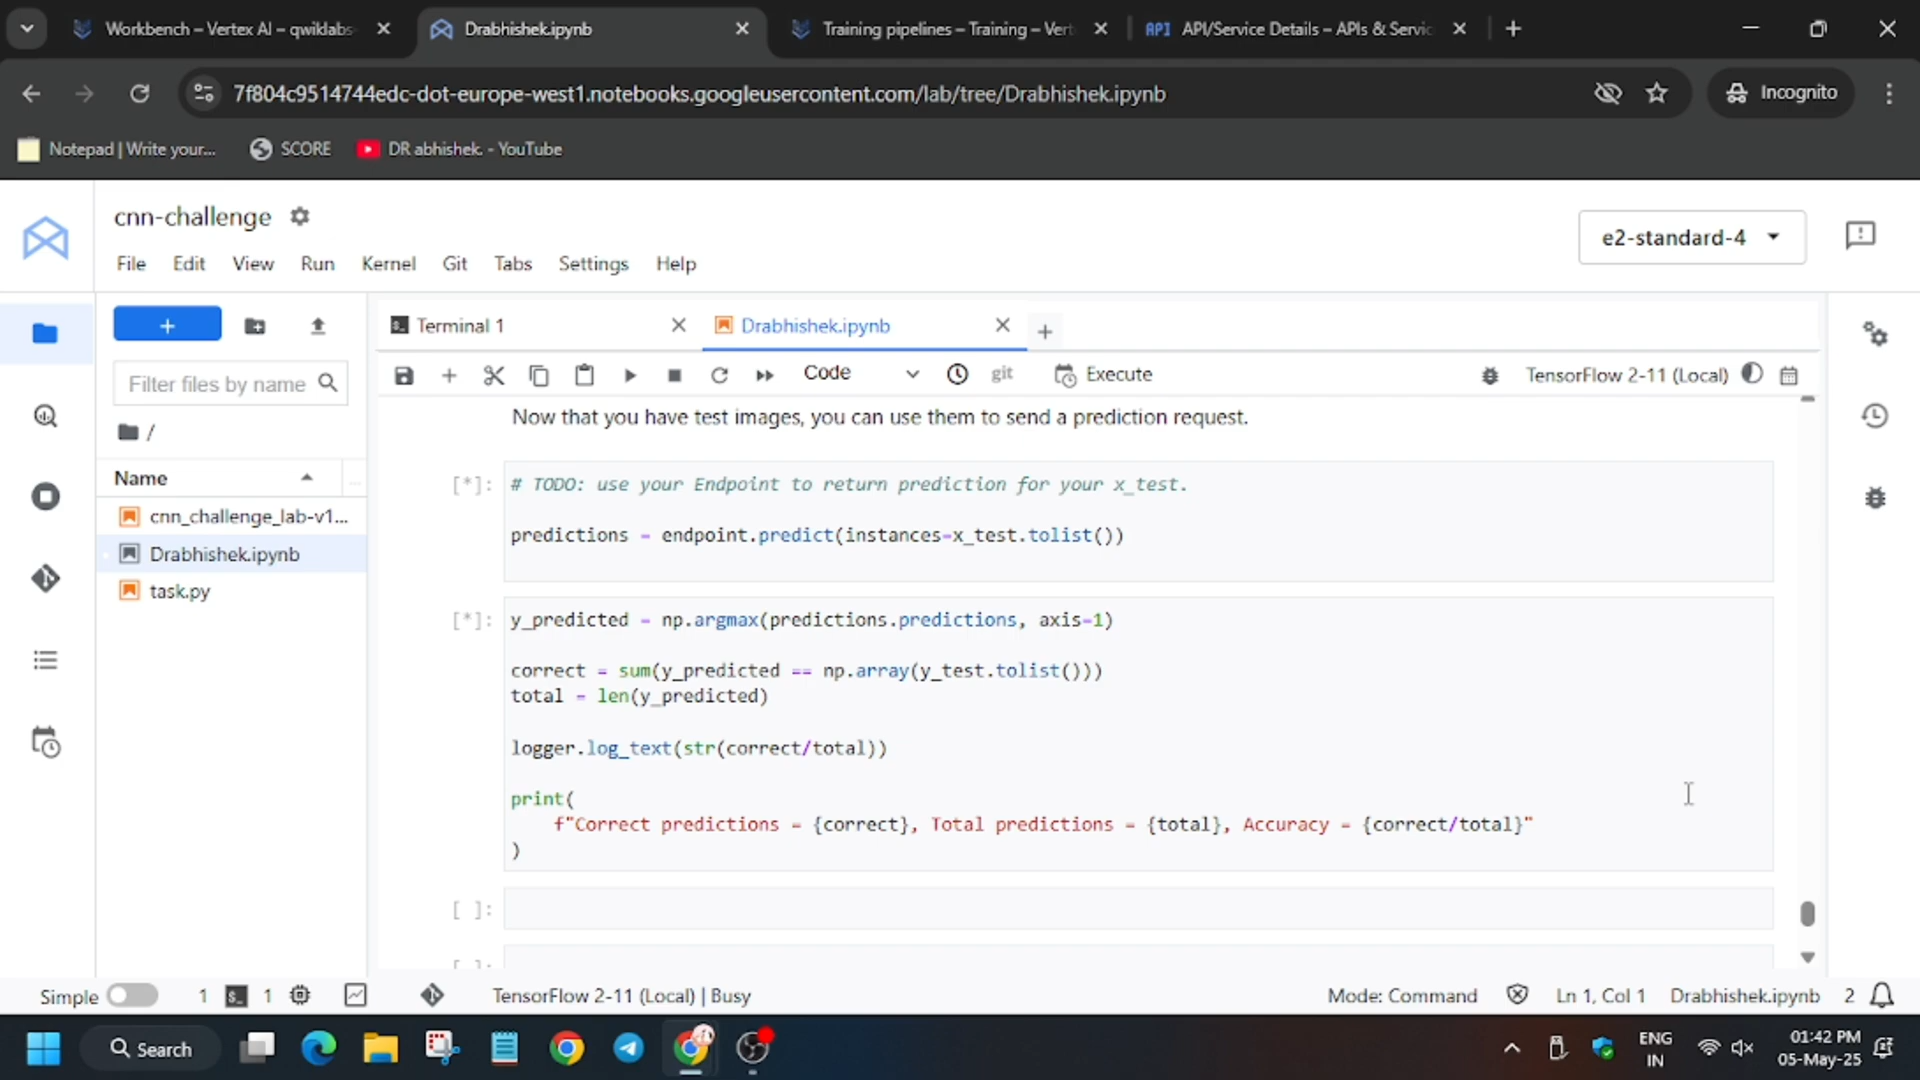 Workbench – Vertex AI – qwiklabs-
Drabhishek.ipynb
Training pipelines – Training – Vert
API API/Service Details – APIs & Servic
7f804c9514744edc-dot-europe-west1.notebooks.googleusercontent.com/lab/tree/Drabhishek.ipynb
Incognito
Notepad | Write your...
SCORE
DR abhishek. - YouTube
cnn-challenge
e2-standard-4
File Edit View Run Kernel Git Tabs Settings Help
Terminal 1
Drabhishek.ipynb
Filter files by name
Code
git
Execute
TensorFlow 2-11 (Local)
/
Name
cnn_challenge_lab-v1...
Drabhishek.ipynb
task.py
Now that you have test images, you can use them to send a prediction request.
[*]: # TODO: use your Endpoint to return prediction for your x_test.
predictions = endpoint.predict(instances=x_test.tolist())
[*]: y_predicted = np.argmax(predictions.predictions, axis=1)
correct = sum(y_predicted == np.array(y_test.tolist()))
total = len(y_predicted)
logger.log_text(str(correct/total))
print(
f"Correct predictions = {correct}, Total predictions = {total}, Accuracy = {correct/total}"
)
[ ]:
[ ]:
Simple 1 1
TensorFlow 2-11 (Local) | Busy
Mode: Command
Ln 1, Col 1
Drabhishek.ipynb 2
Search
ENG
IN
01:42 PM
05-May-25